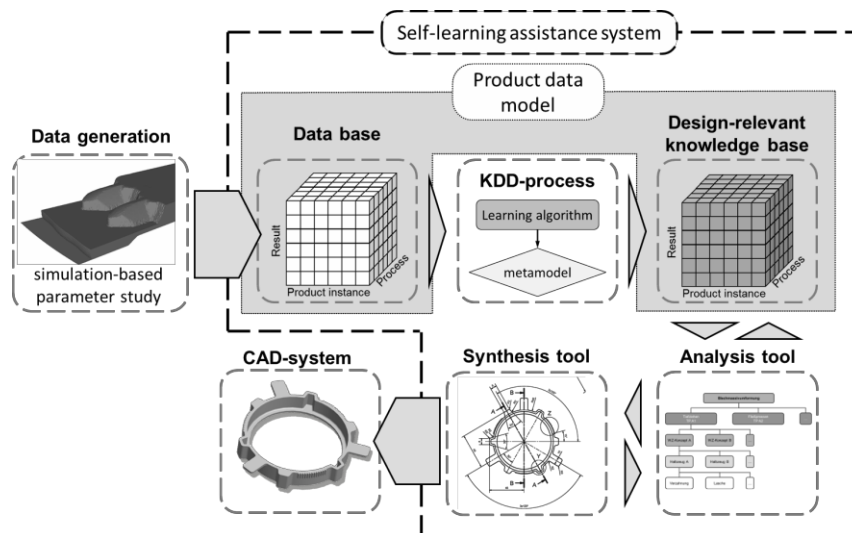 Self-learning assistance system
Product data
model
Data generation
Data base
Design-relevant
knowledge base
KDD-process
Learning algorithm
metamodel
Result
Process
Product instance
Result
Process
Product instance
simulation-based
parameter study
CAD-system
Synthesis tool
Analysis tool
B
A
Z
Y
B
A